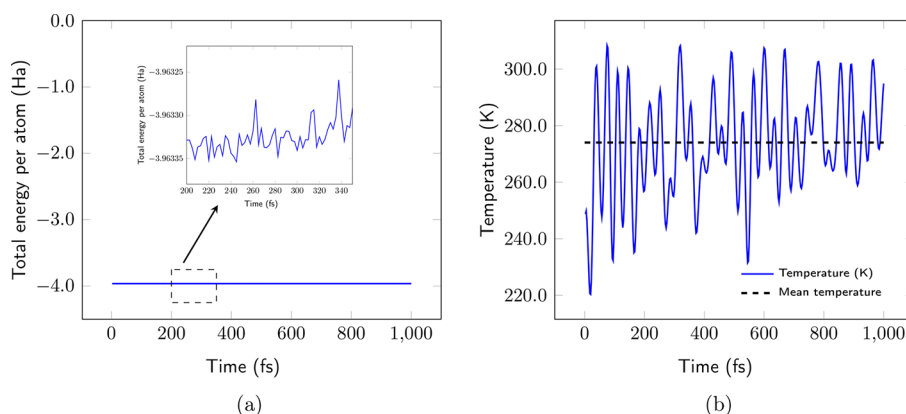 0.0
−1.0
−2.0
−3.0
−4.0
Total energy per atom (Ha)
0 200 400 600 800 1,000
Time (fs)
−3.96325
−3.96330
−3.96335
Total energy per atom (Ha)
200 220 240 260 280 300 320 340
Time (fs)
(a)
300.0
280.0
260.0
240.0
220.0
Temperature (K)
Temperature (K)
Mean temperature
0 200 400 600 800 1,000
Time (fs)
(b)